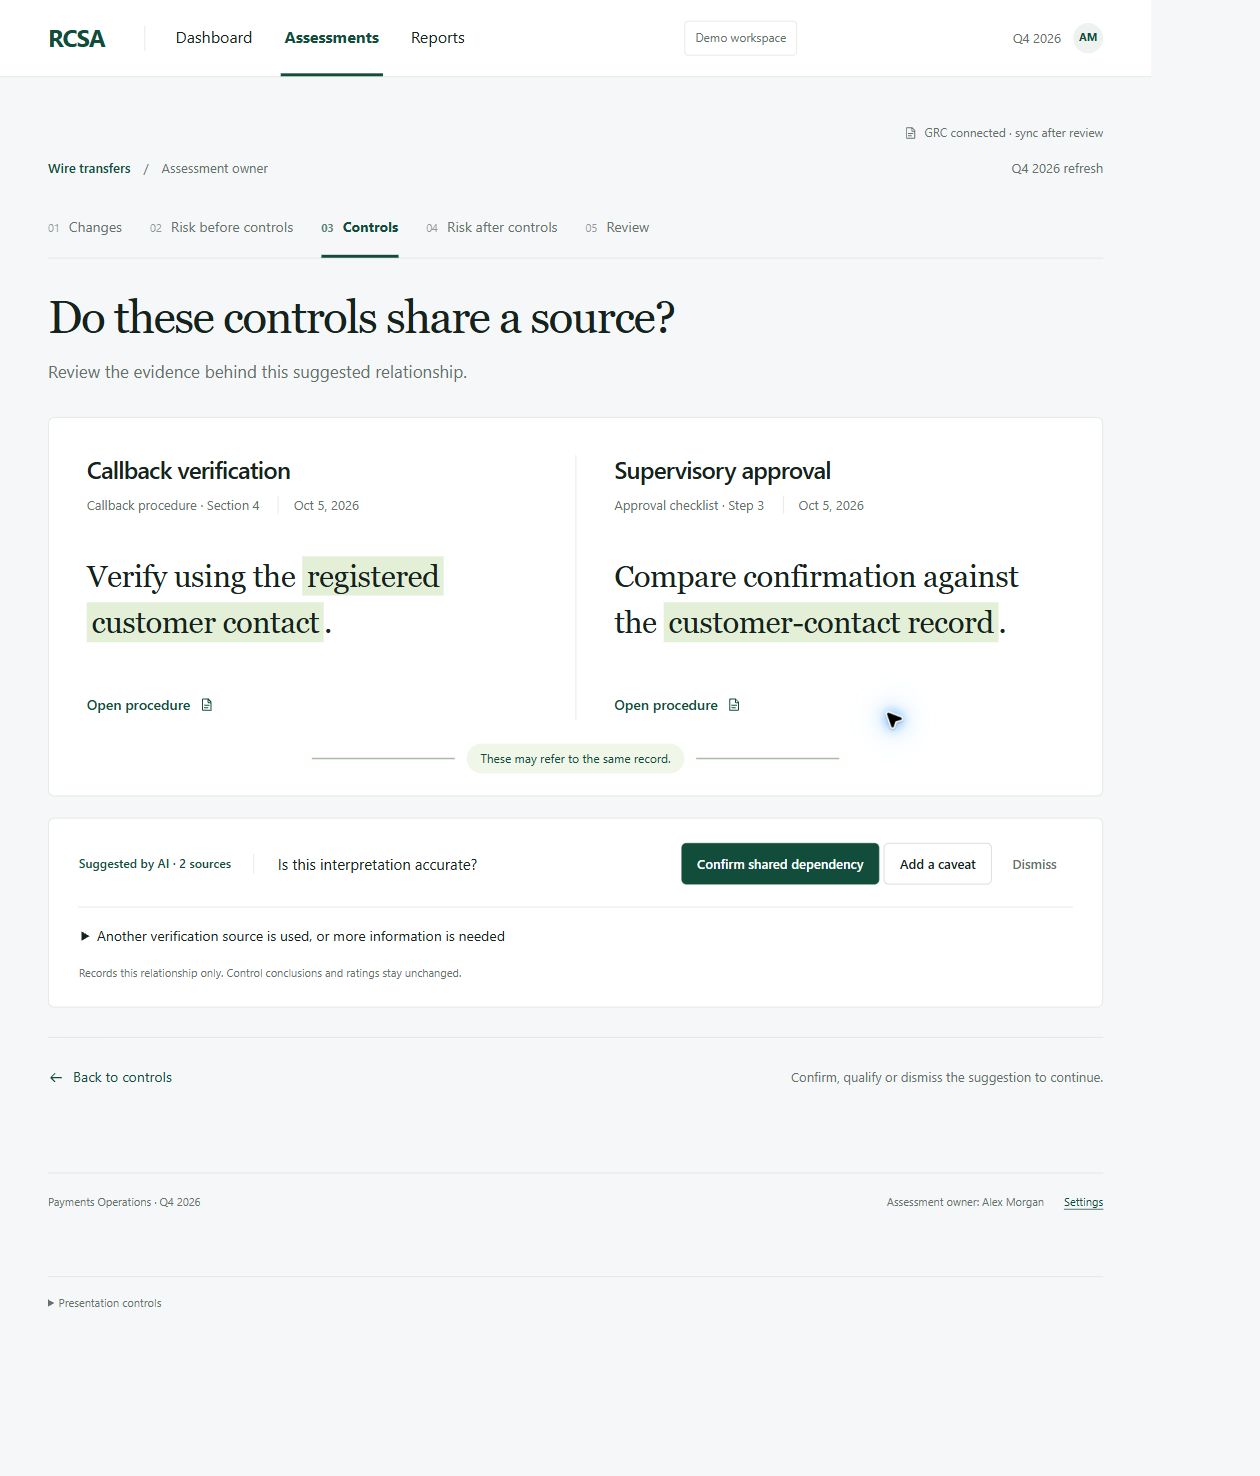 RCSA
Dashboard
Assessments
Reports
Demo workspace
Q4 2026
AM
GRC connected · sync after review
Wire transfers / Assessment owner
Q4 2026 refresh
01 Changes
02 Risk before controls
03 Controls
04 Risk after controls
05 Review
Do these controls share a source?
Review the evidence behind this suggested relationship.
Callback verification
Callback procedure · Section 4
Oct 5, 2026
Verify using the registered
customer contact.
Open procedure
Supervisory approval
Approval checklist · Step 3
Oct 5, 2026
Compare confirmation against
the customer-contact record.
Open procedure
These may refer to the same record.
Suggested by AI · 2 sources
Is this interpretation accurate?
Confirm shared dependency
Add a caveat
Dismiss
Another verification source is used, or more information is needed
Records this relationship only. Control conclusions and ratings stay unchanged.
Back to controls
Confirm, qualify or dismiss the suggestion to continue.
Payments Operations · Q4 2026
Assessment owner: Alex Morgan
Settings
Presentation controls